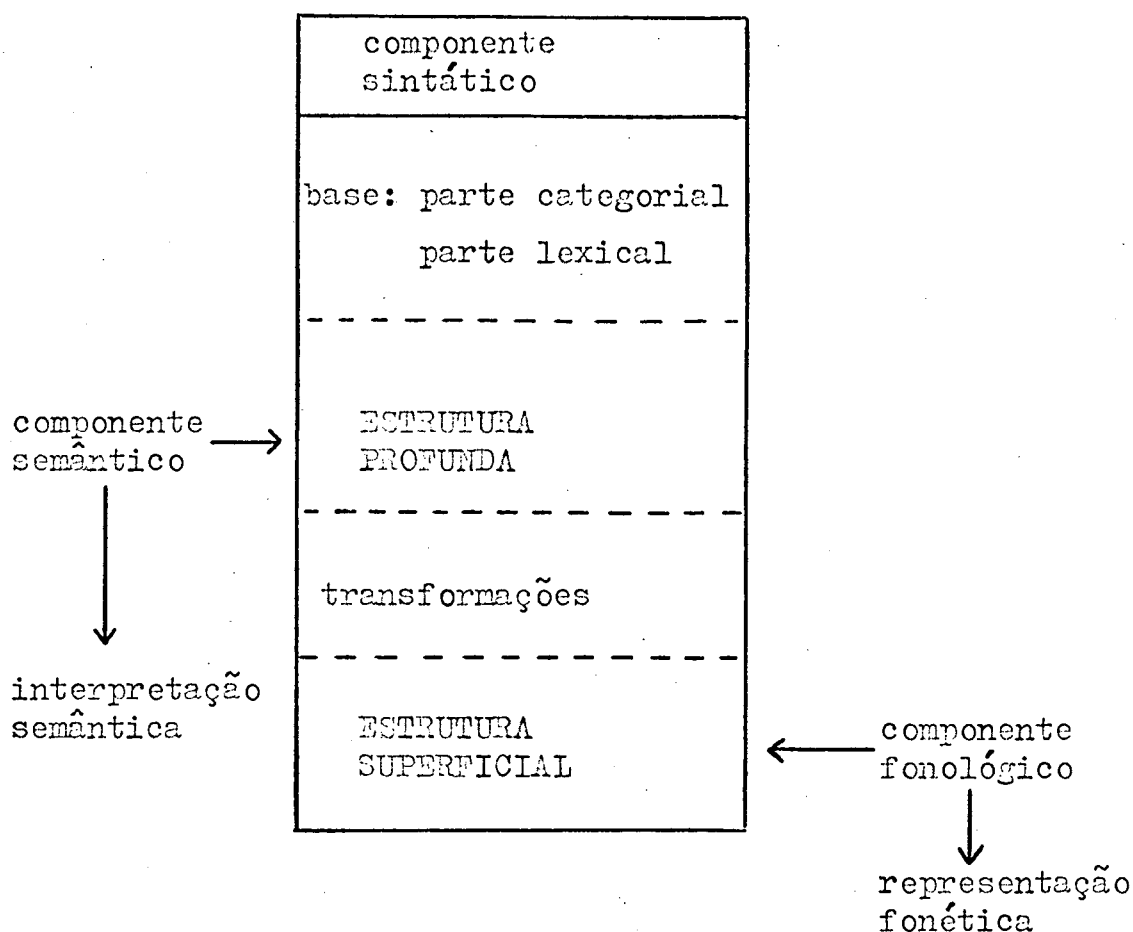 componente
sintático
base: parte categorial
parte lexical
componente
semântico
ESTRUTURA
PROFUNDA
transformações
interpretação
semântica
ESTRUTURA
SUPERFICIAL
componente
fonológico
representação
fonética